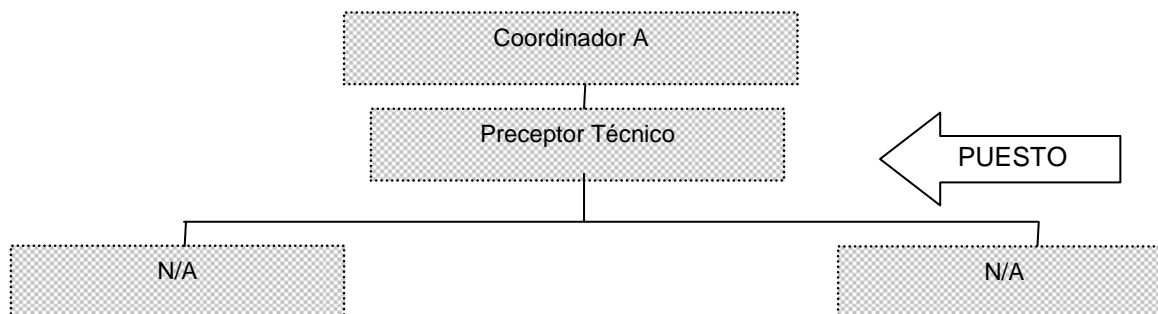 Coordinador A
Preceptor Técnico
PUESTO
N/A
N/A